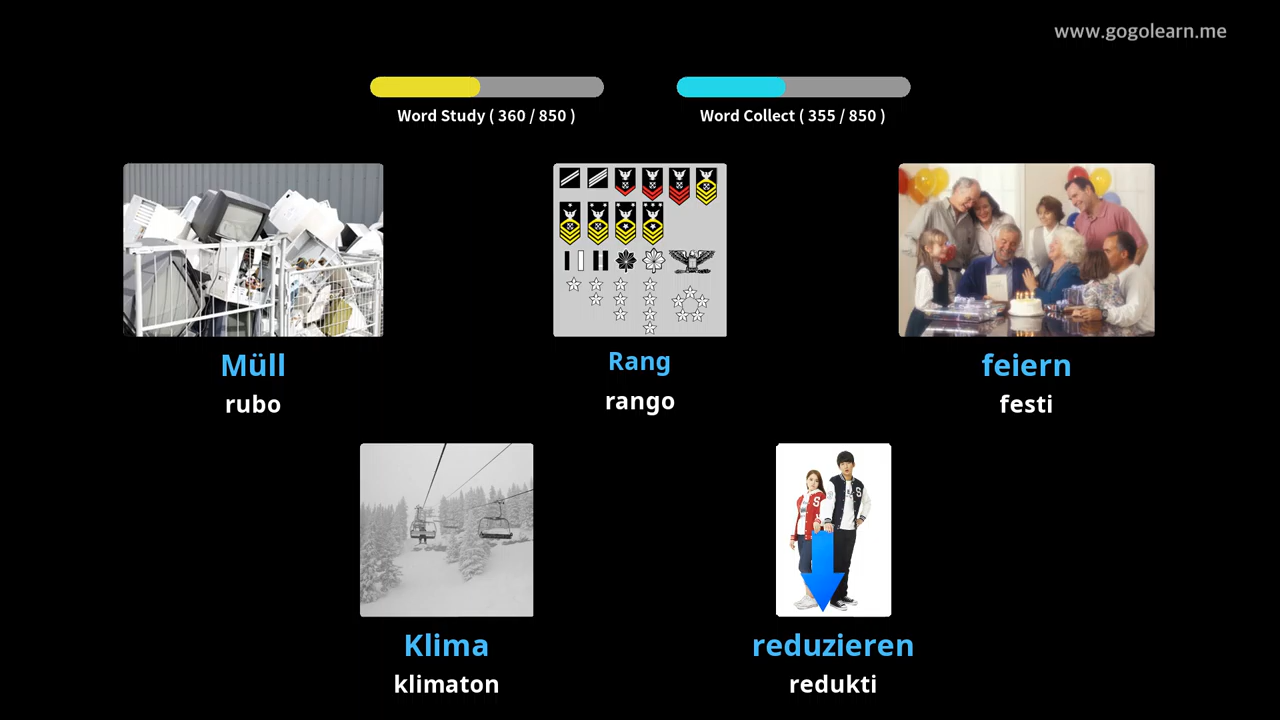 www.gogolearn.me
Word Study ( 360 / 850 )
Word Collect ( 355 / 850 )
Müll
Rang
feiern
rubo
rango
festi
Klima
reduzieren
klimaton
redukti